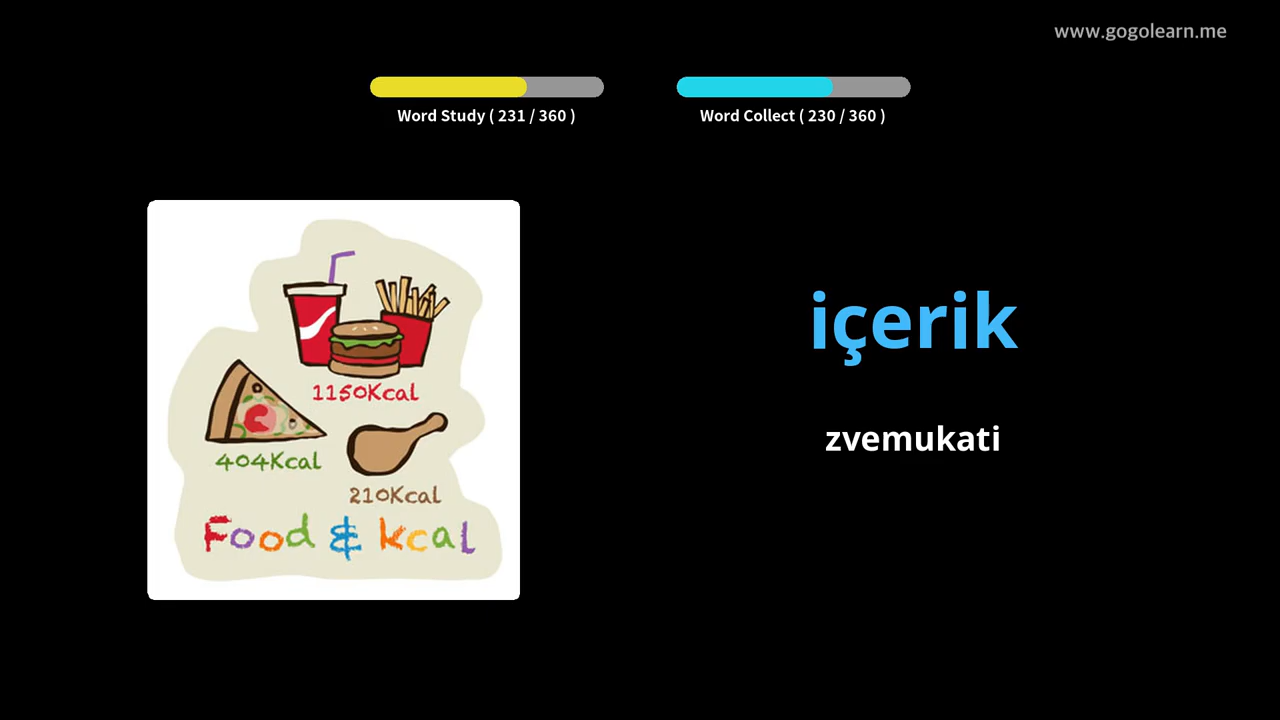 www.gogolearn.me
Word Study ( 231 / 360 )
Word Collect ( 230 / 360 )
1150Kcal
404Kcal
210Kcal
Food & kcal
içerik
zvemukati